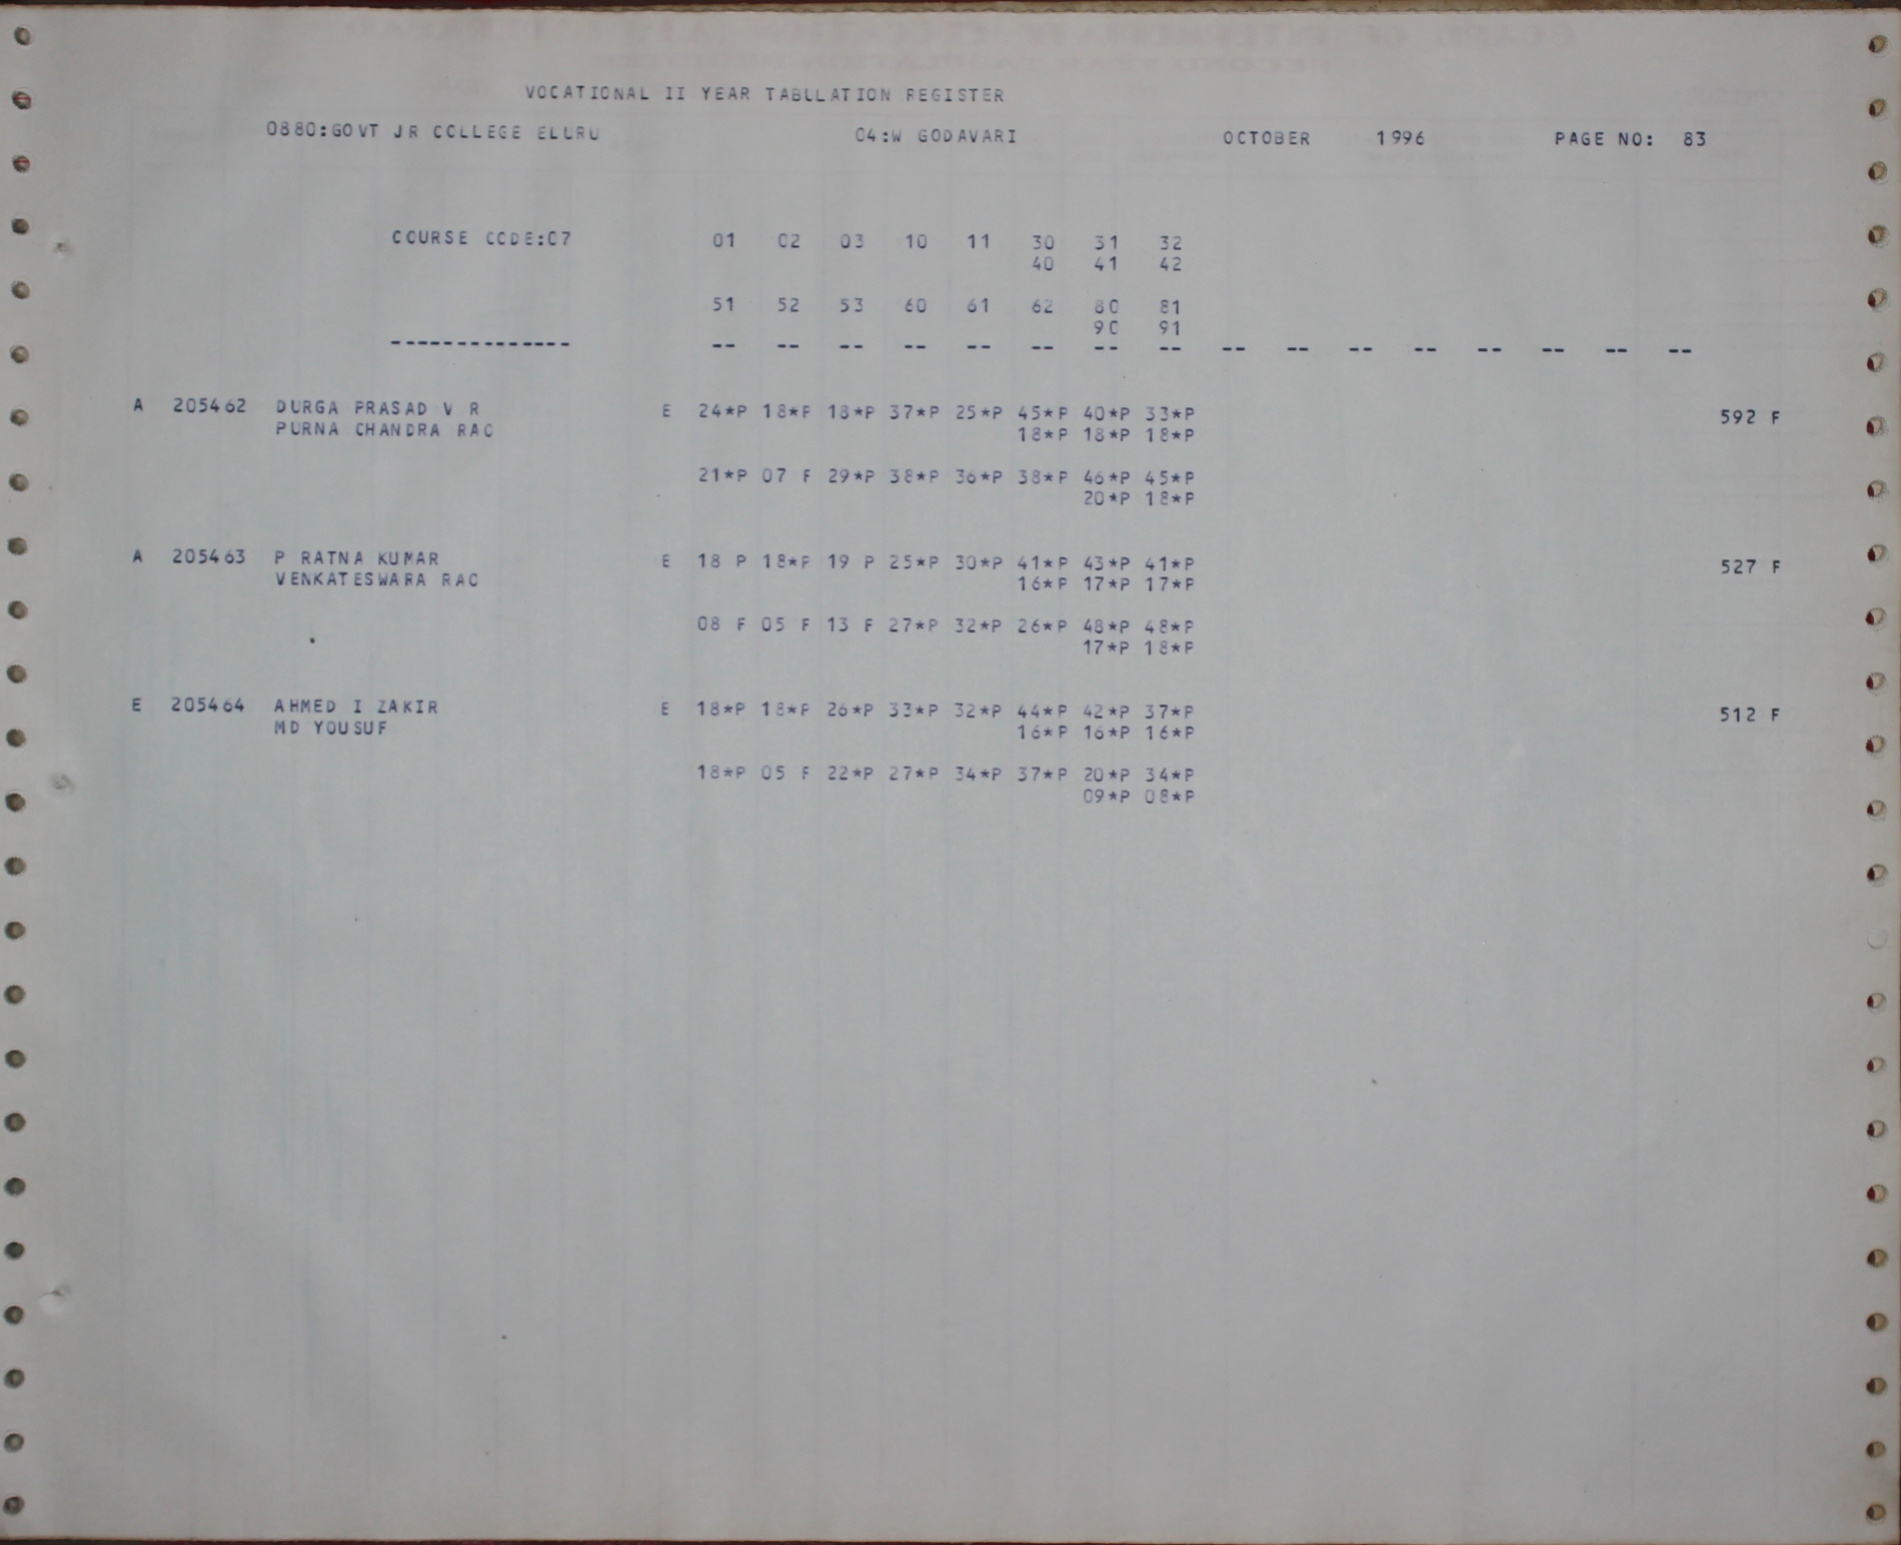 VOCATIONAL II YEAR TABULATION REGISTER
0880:GOVT JR COLLEGE ELURU 04:W GODAVARI OCTOBER 1996 PAGE NO: 83
COURSE CODE:07 01 02 03 10 11 30 31 32
40 41 42
51 52 53 60 61 62 80 81
90 91
-------------- -- -- -- -- -- -- -- -- -- -- -- -- -- -- -- --
A 205462 DURGA PRASAD V R E 24*P 18*P 18*P 37*P 25*P 45*P 40*P 33*P 592 F
PURNA CHANDRA RAO 18*P 18*P 18*P
21*P 07 F 29*P 38*P 36*P 38*P 46*P 45*P
20*P 18*P
A 205463 P RATNA KUMAR E 18 P 18*P 19 P 25*P 30*P 41*P 43*P 41*P 527 F
VENKATESWARA RAO 16*P 17*P 17*P
08 F 05 F 13 F 27*P 32*P 26*P 48*P 48*P
17*P 18*P
E 205464 AHMED I ZAKIR E 18*P 18*P 26*P 33*P 32*P 44*P 42*P 37*P 512 F
MD YOUSUF 16*P 16*P 16*P
18*P 05 F 22*P 27*P 34*P 37*P 20*P 34*P
09*P 08*P